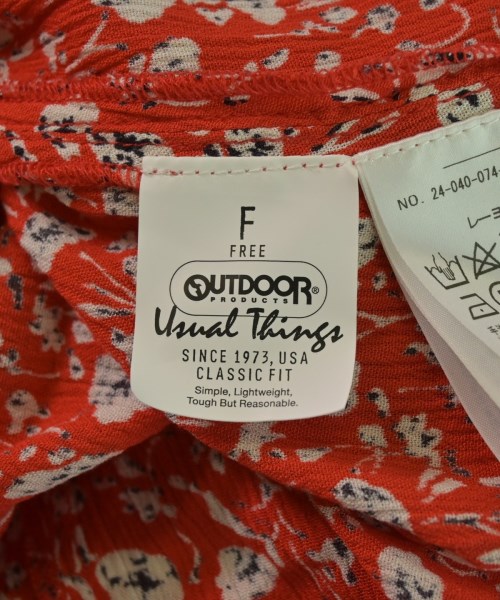 F
FREE
OUTDOOR
PRODUCTS
Usual Things
SINCE 1973, USA
CLASSIC FIT
Simple, Lightweight,
Tough But Reasonable.
NO. 24-040-074-